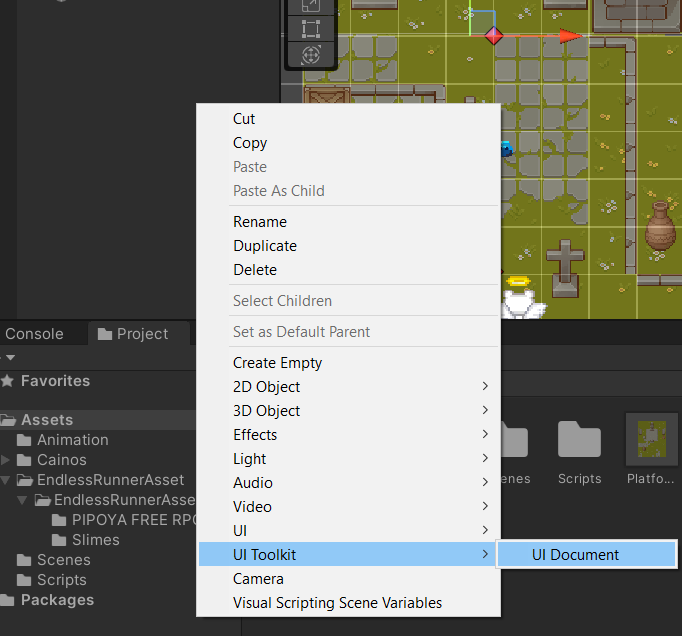 Cut
Copy
Paste
Paste As Child
Rename
Duplicate
Delete
Select Children
Set as Default Parent
Create Empty
2D Object
3D Object
Effects
Light
Audio
Video
UI
UI Toolkit
UI Document
Camera
Visual Scripting Scene Variables
Console
Project
Favorites
Assets
Animation
Cainos
EndlessRunnerAsset
EndlessRunnerAsse
PIPOYA FREE RPG
Slimes
Scenes
Scripts
Packages
enes
Scripts
Platfo...